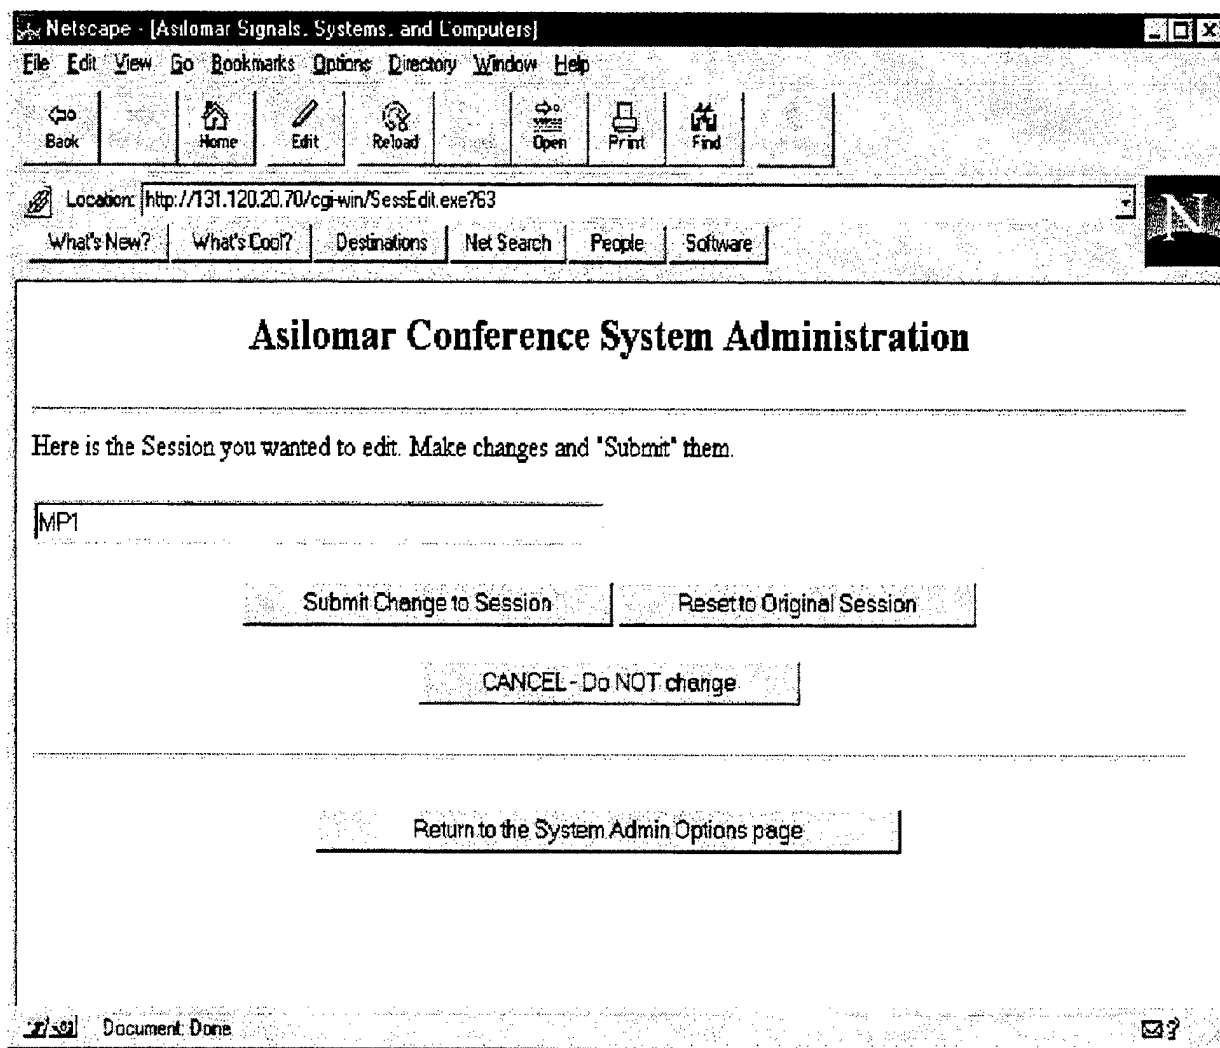 Netscape - [Asilomar Signals, Systems, and Computers]
File Edit View Go Bookmarks Options Directory Window Help
Back Home Edit Reload Open Print Find
Location: http://131.120.20.70/cgi-win/SessEdit.exe?63
N
What's New? What's Cool? Destinations Net Search People Software
Asilomar Conference System Administration
Here is the Session you wanted to edit. Make changes and "Submit" them.
MP1
Submit Change to Session Reset to Original Session
CANCEL - Do NOT change
Return to the System Admin Options page
Document: Done